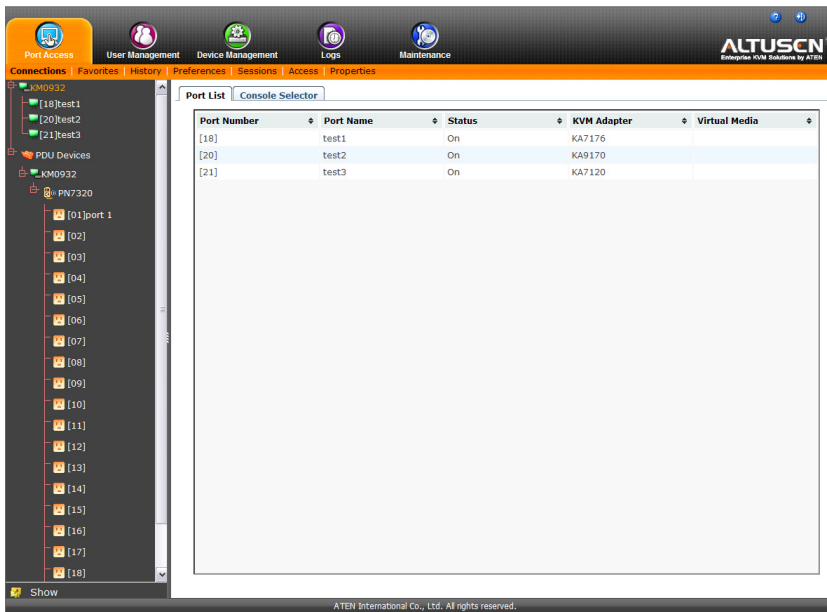 Port Access User Management Device Management Logs Maintenance
ALTUSEN
Enterprise KVM Solutions by ATEN
Connections Favorites History Preferences Sessions Access Properties
KM0932
[18]test1
[20]test2
[21]test3
PDU Devices
KM0932
PN7320
[01]port 1
[02]
[03]
[04]
[05]
[06]
[07]
[08]
[09]
[10]
[11]
[12]
[13]
[14]
[15]
[16]
[17]
[18]
Show
Port List Console Selector
Port Number Port Name Status KVM Adapter Virtual Media
[18] test1 On KA7176
[20] test2 On KA9170
[21] test3 On KA7120
ATEN International Co., Ltd. All rights reserved.